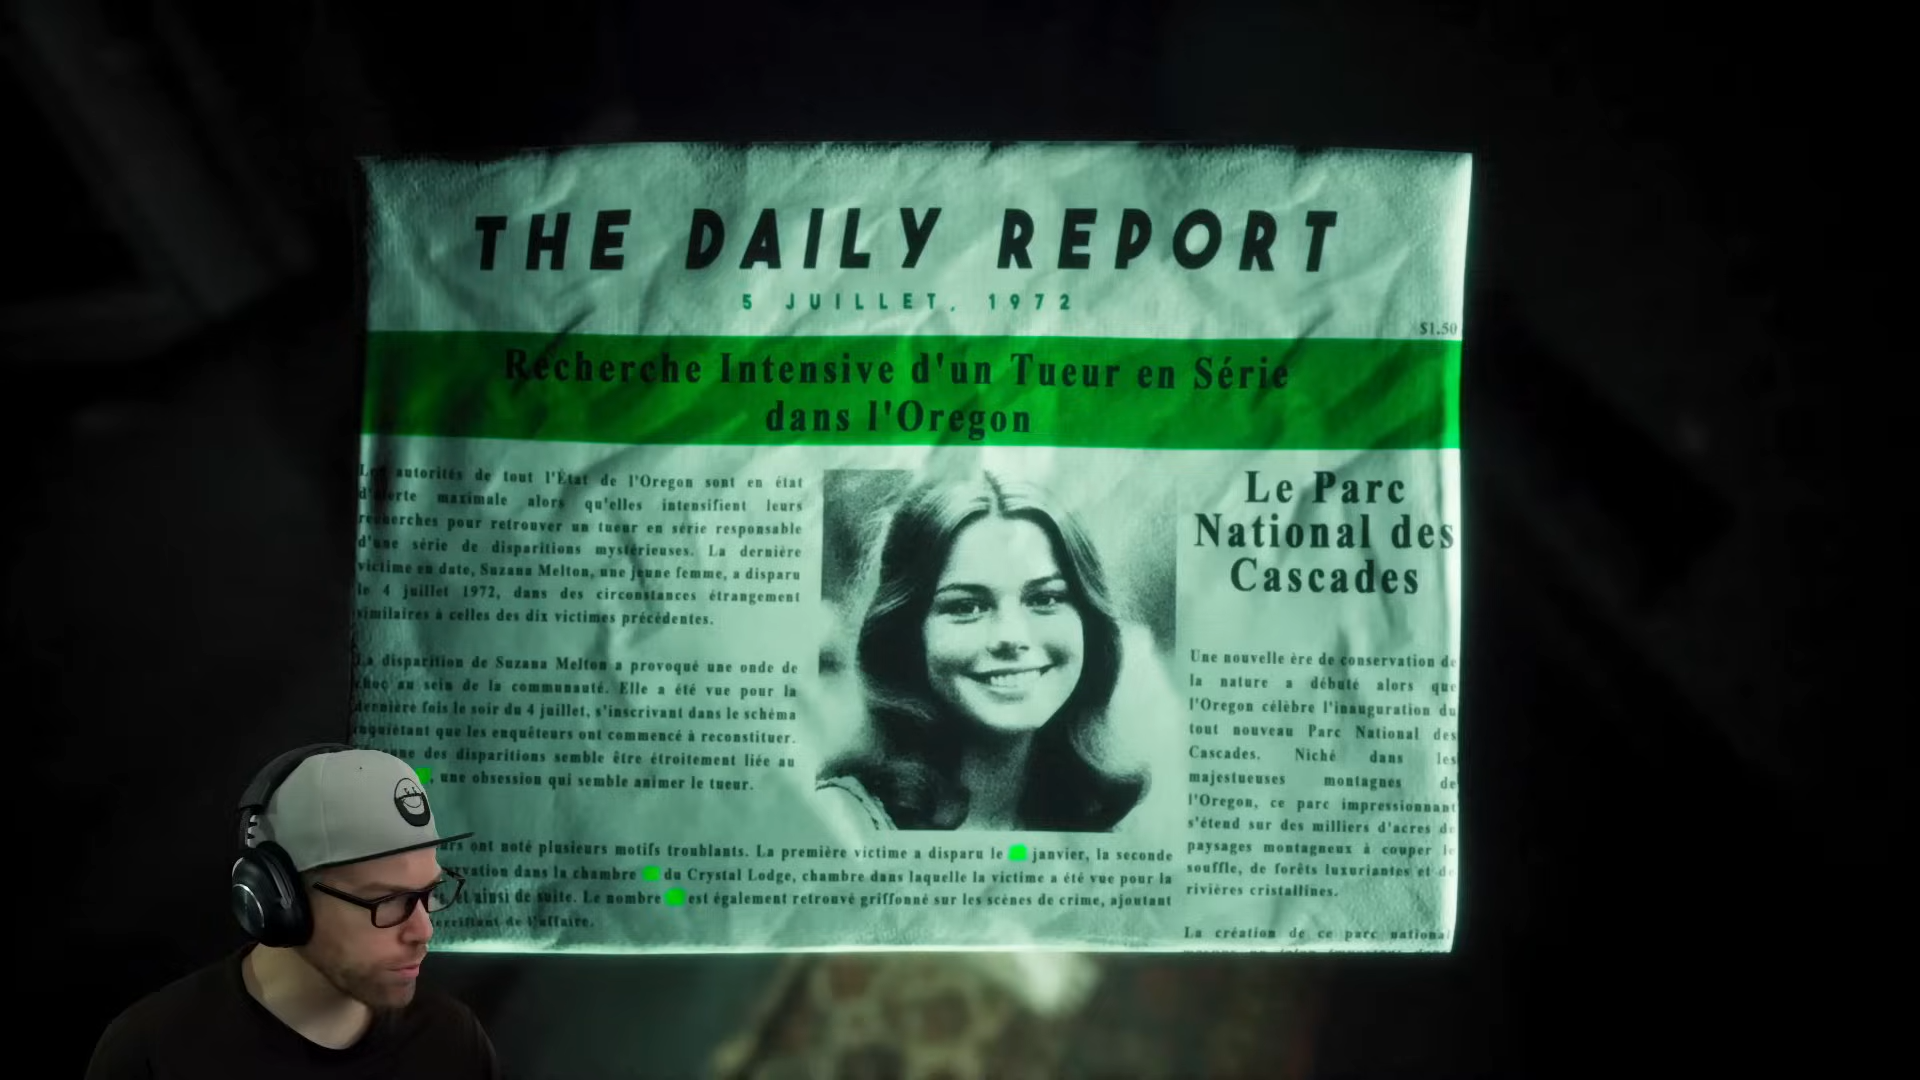 THE DAILY REPORT
5 JUILLET, 1972
$1.50
Recherche Intensive d'un Tueur en Série
dans l'Oregon
autorités de tout l'État de l'Oregon sont en état
maximale alors qu'elles intensifient leurs
recherches pour retrouver un tueur en série responsable
d'une série de disparitions mystérieuses. La dernière
victime en date, Suzana Melton, une jeune femme, a disparu
le 4 juillet 1972, dans des circonstances étrangement
similaires à celles des dix victimes précédentes.
La disparition de Suzana Melton a provoqué une onde de
choc au sein de la communauté. Elle a été vue pour la
dernière fois le soir du 4 juillet, s'inscrivant dans le schéma
inquiétant que les enquêteurs ont commencé à reconstituer.
des disparitions semble être étroitement liée au
, une obsession qui semble animer le tueur.
ont noté plusieurs motifs troublants. La première victime a disparu le janvier, la seconde
dans la chambre du Crystal Lodge, chambre dans laquelle la victime a été vue pour la
et ainsi de suite. Le nombre est également retrouvé griffonné sur les scènes de crime, ajoutant
de l'affaire.
Le Parc
National des
Cascades
Une nouvelle ère de conservation de
la nature a débuté alors que
l'Oregon célèbre l'inauguration du
tout nouveau Parc National des
Cascades. Niché dans les
majestueuses montagnes de
l'Oregon, ce parc impressionnant
s'étend sur des milliers d'acres de
paysages montagneux à couper le
souffle, de forêts luxuriantes et de
rivières cristallines.
La création de ce parc national